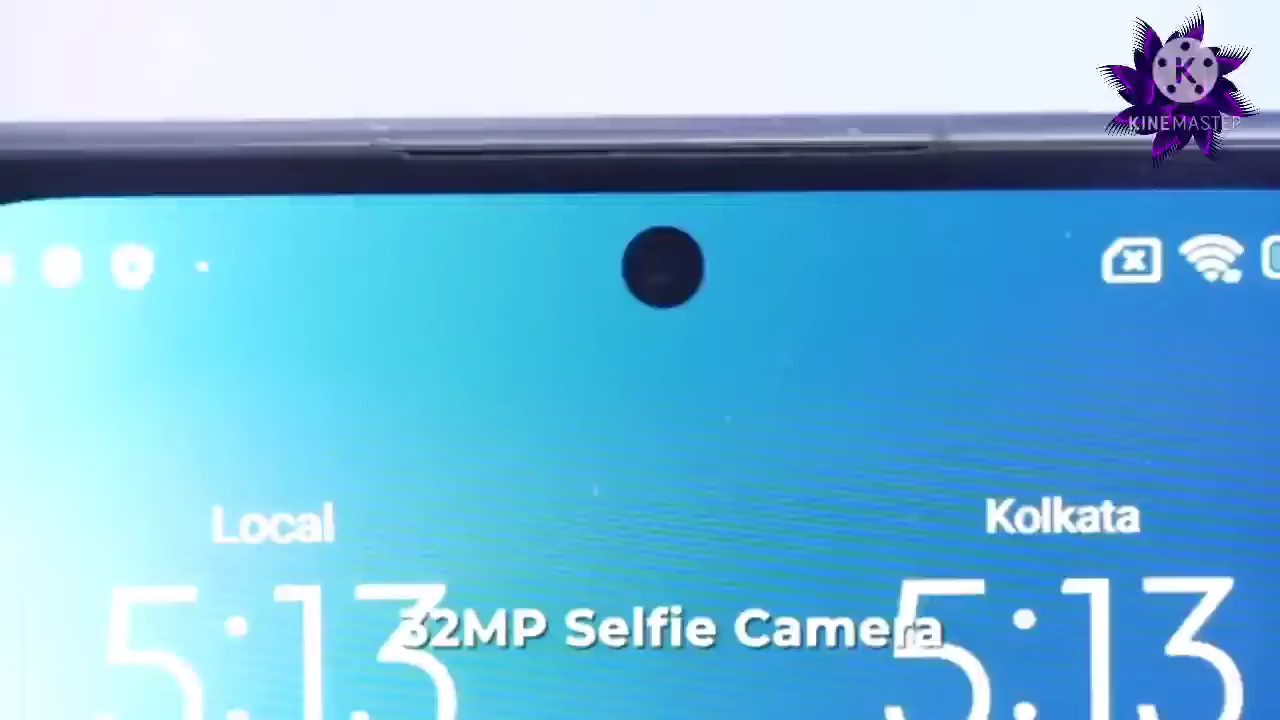 K
KINEMASTER
Local
Kolkata
5:13
5:13
32MP Selfie Camera